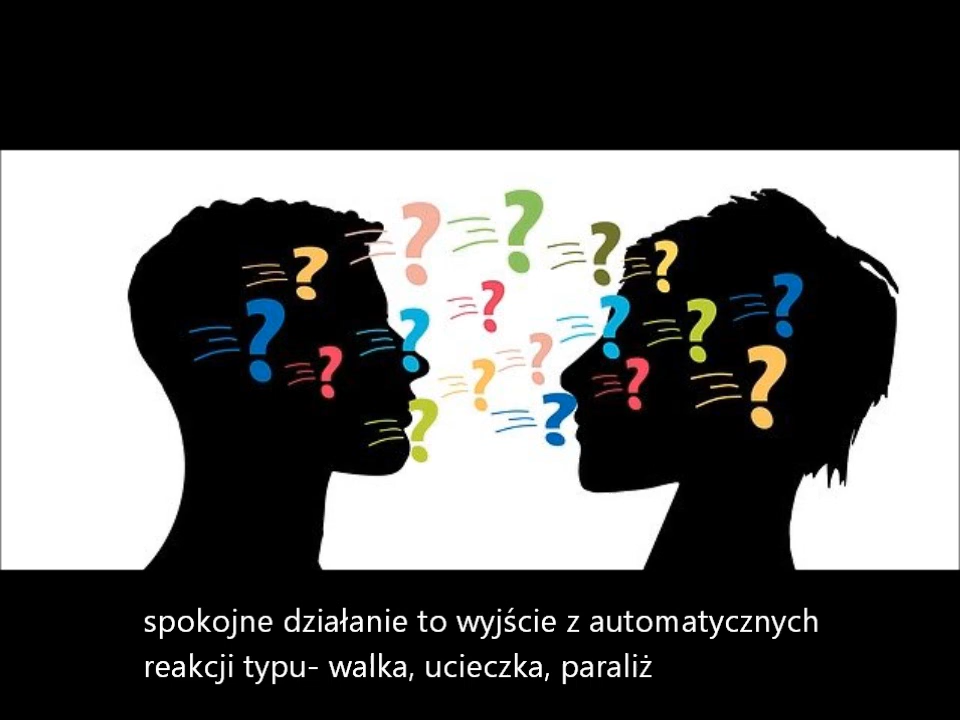 spokojne działanie to wyjście z automatycznych
reakcji typu- walka, ucieczka, paraliż